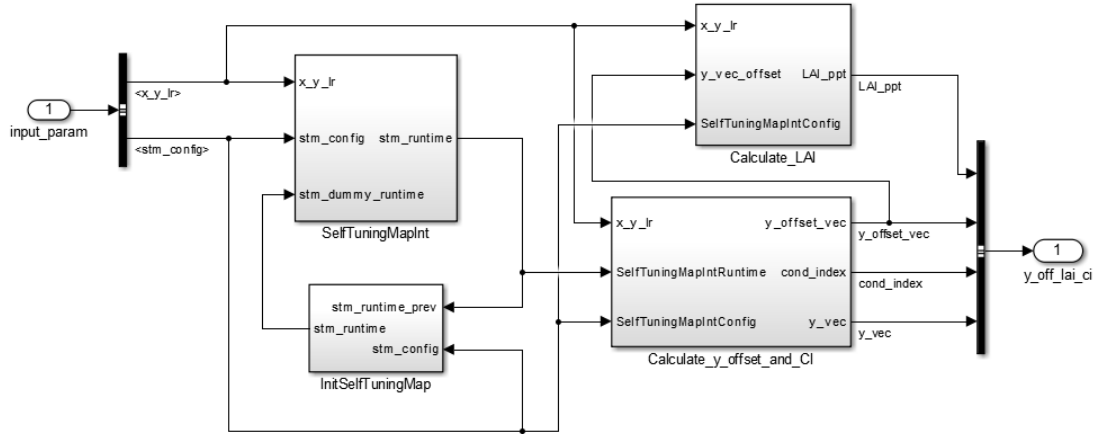 1
input_param
<x_y_lr>
<stm_config>
x_y_lr
stm_config
stm_runtime
stm_dummy_runtime
SelfTuningMapInt
stm_runtime_prev
stm_runtime
stm_config
InitSelfTuningMap
x_y_lr
y_vec_offset
LAI_ppt
SelfTuningMapIntConfig
Calculate_LAI
LAI_ppt
x_y_lr
y_offset_vec
SelfTuningMapIntRuntime
cond_index
SelfTuningMapIntConfig
y_vec
Calculate_y_offset_and_CI
y_offset_vec
cond_index
y_vec
1
y_off_lai_ci